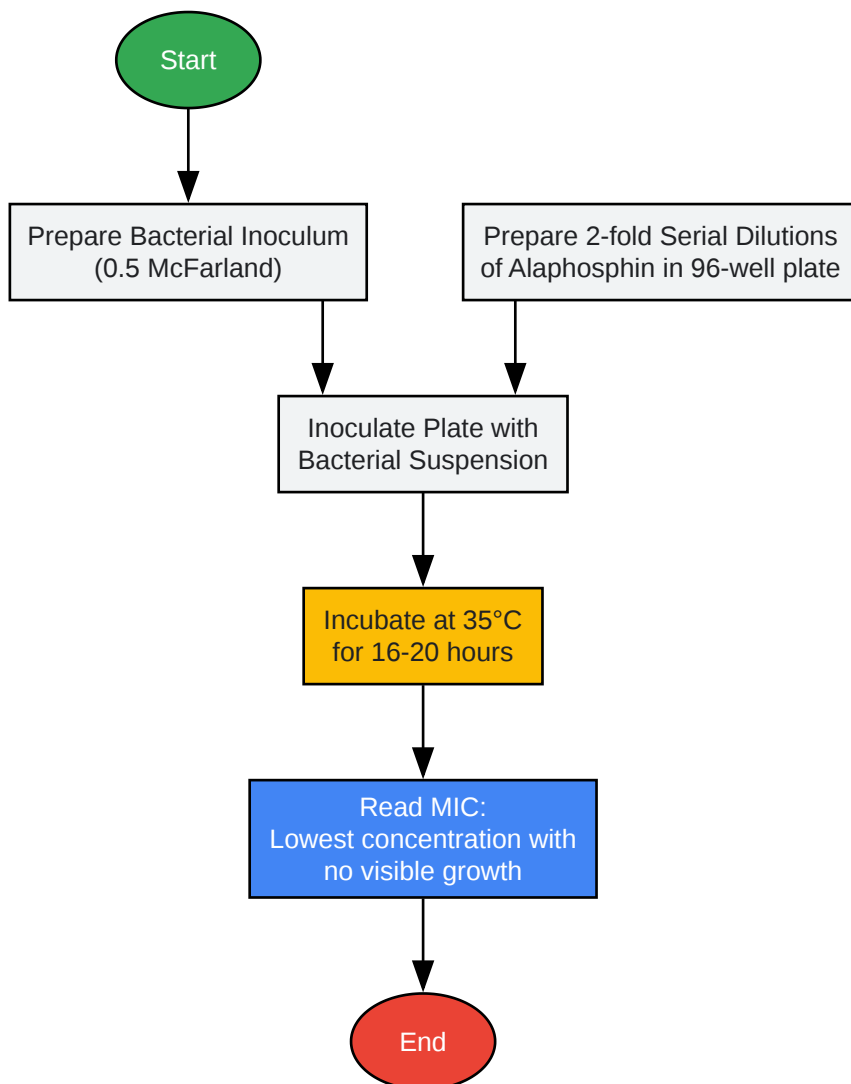 Start
Prepare Bacterial Inoculum
(0.5 McFarland)
Prepare 2-fold Serial Dilutions
of Alaphosphin in 96-well plate
Inoculate Plate with
Bacterial Suspension
Incubate at 35°C
for 16-20 hours
Read MIC:
Lowest concentration with
no visible growth
End